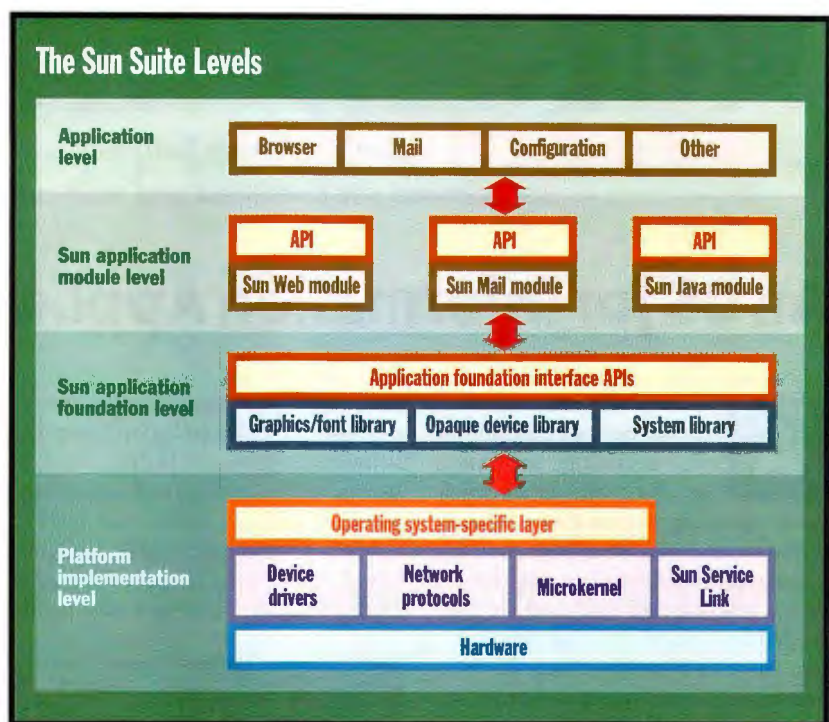 The Sun Suite Levels
Application
level
Browser
Mail
Configuration
Other
Sun application
module level
API
API
API
Sun Web module
Sun Mail module
Sun Java module
Sun application
foundation level
Application foundation interface APIs
Graphics/font library
Opaque device library
System library
Platform
implementation
level
Operating system-specific layer
Device
drivers
Network
protocols
Microkernel
Sun Service
Link
Hardware